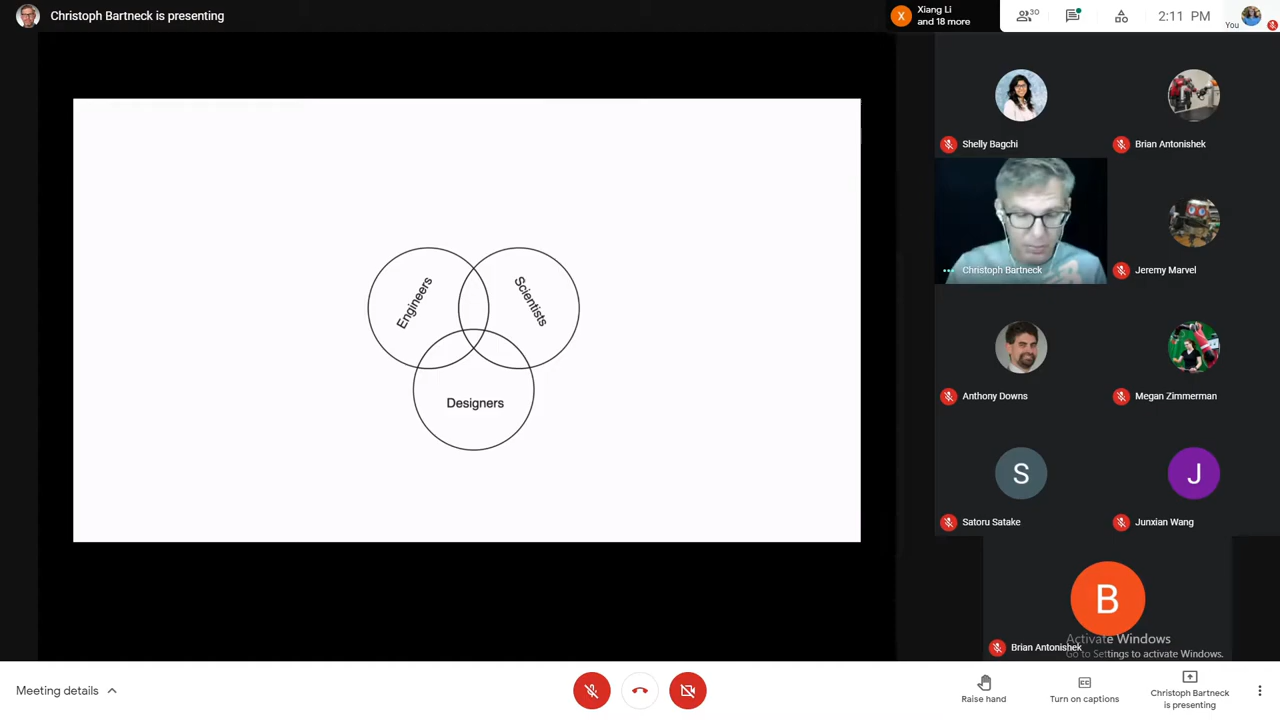 Christoph Bartneck is presenting
Xiang Li
and 18 more
X
30
2:11 PM
You
Shelly Bagchi
Brian Antonishek
Christoph Bartneck
Jeremy Marvel
Engineers
Scientists
Designers
Anthony Downs
Megan Zimmerman
S
J
Satoru Satake
Junxian Wang
B
Brian Antonishek
Activate Windows
Go to Settings to activate Windows.
Meeting details
Raise hand
CC
Turn on captions
Christoph Bartneck
is presenting